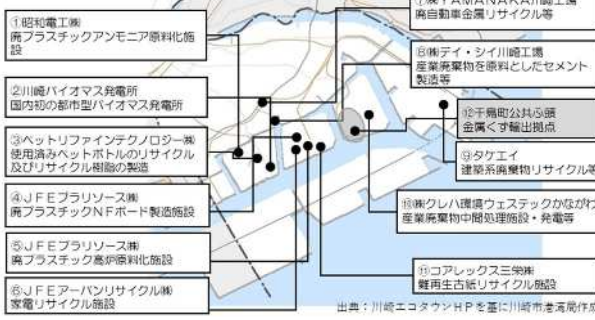 ①昭和電工㈱
廃プラスチックアンモニア原料化施
設
②川崎バイオマス発電所
国内初の都市型バイオマス発電所
③ペットリファインテクノロジー㈱
使用済みペットボトルのリサイクル
及びリサイクル樹脂の製造
④JFEプラリソース㈱
廃プラスチックNFボード製造施設
⑤JFEプラリソース㈱
廃プラスチック高炉原料化施設
⑥JFEアーバンリサイクル㈱
家電リサイクル施設
⑦㈱YAMANAKA川崎工場
廃自動車金属リサイクル等
⑧㈱デイ・シイ川崎工場
産業廃棄物を原料としたセメント
製造等
⑫千鳥町公共ふ頭
金属くず輸出拠点
⑨タケエイ
建築系廃棄物リサイクル等
⑩㈱クレハ環境ウェステックかながわ
産業廃棄物中間処理施設・発電等
⑪コアレックス三栄㈱
難再生古紙リサイクル施設
出典：川崎エコタウンHPを基に川崎市港湾局作成